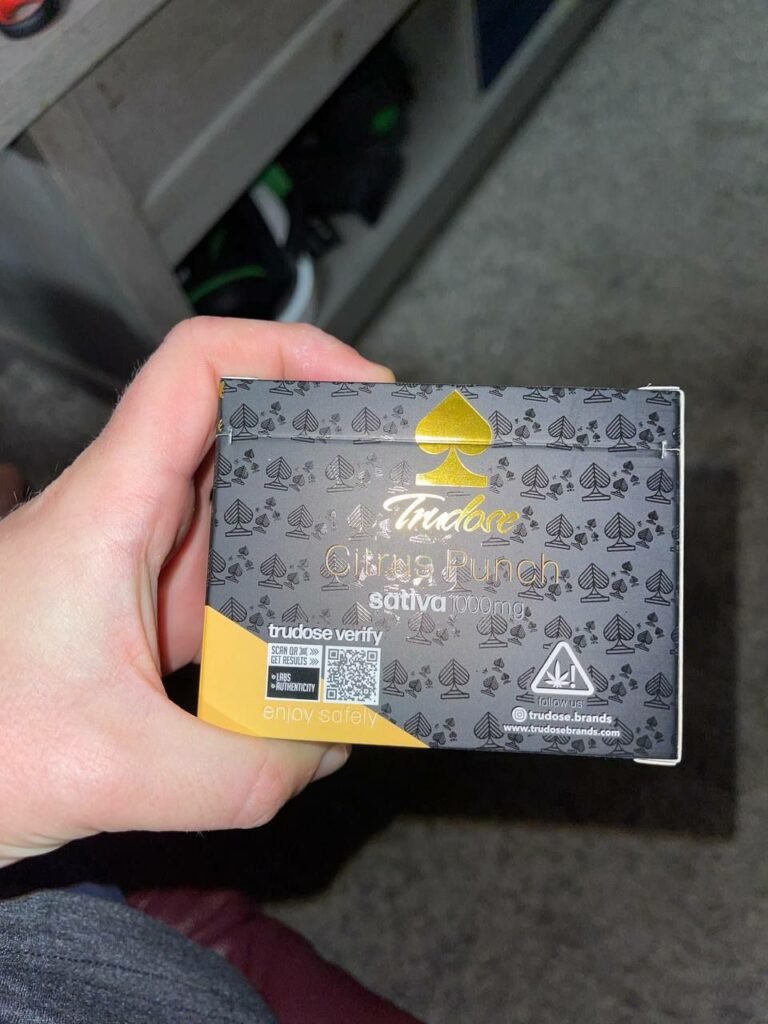 Trudose
Citrus Punch
sativa 1000mg
trudose verify
SCAN QR >>>
GET RESULTS >>>
LABS
AUTHENTICITY
enjoy safely
!
follow us
trudose.brands
www.trudosebrands.com